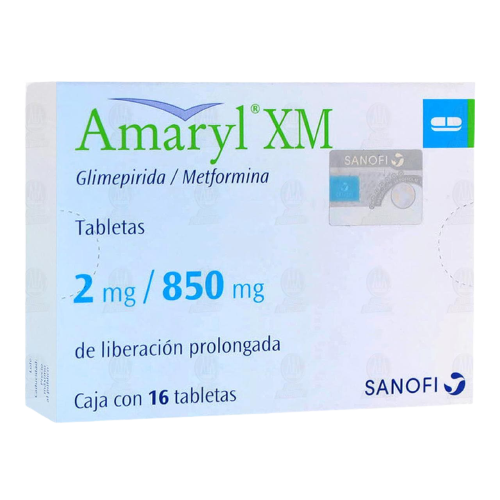 Amaryl® XM
Glimepirida / Metformina
SANOFI
Tabletas
2 mg / 850 mg
de liberación prolongada
Caja con 16 tabletas
SANOFI